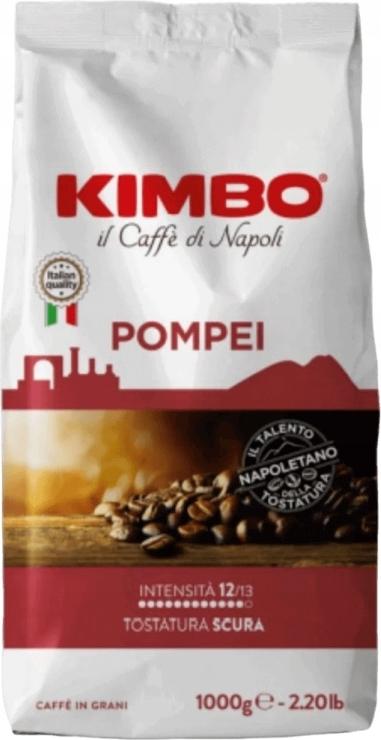 KIMBO®
il Caffè di Napoli
Italian
quality
POMPEI
IL TALENTO
NAPOLETANO
DELLA
TOSTATURA
INTENSITÀ 12/13
TOSTATURA SCURA
CAFFÈ IN GRANI
1000g ℮ - 2.20lb